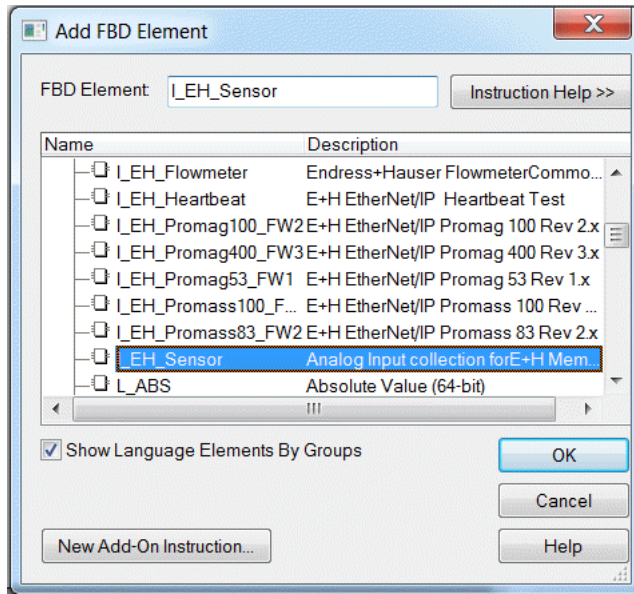 Add FBD Element
FBD Element: I_EH_Sensor Instruction Help >>
Name Description
I_EH_Flowmeter Endress+Hauser FlowmeterCommo...
I_EH_Heartbeat E+H EtherNet/IP Heartbeat Test
I_EH_Promag100_FW2 E+H EtherNet/IP Promag 100 Rev 2.x
I_EH_Promag400_FW3 E+H EtherNet/IP Promag 400 Rev 3.x
I_EH_Promag53_FW1 E+H EtherNet/IP Promag 53 Rev 1.x
I_EH_Promass100_F... E+H EtherNet/IP Promass 100 Rev ...
I_EH_Promass83_FW2 E+H EtherNet/IP Promass 83 Rev 2.x
I_EH_Sensor Analog Input collection forE+H Mem...
L_ABS Absolute Value (64-bit)
Show Language Elements By Groups
OK
Cancel
New Add-On Instruction... Help